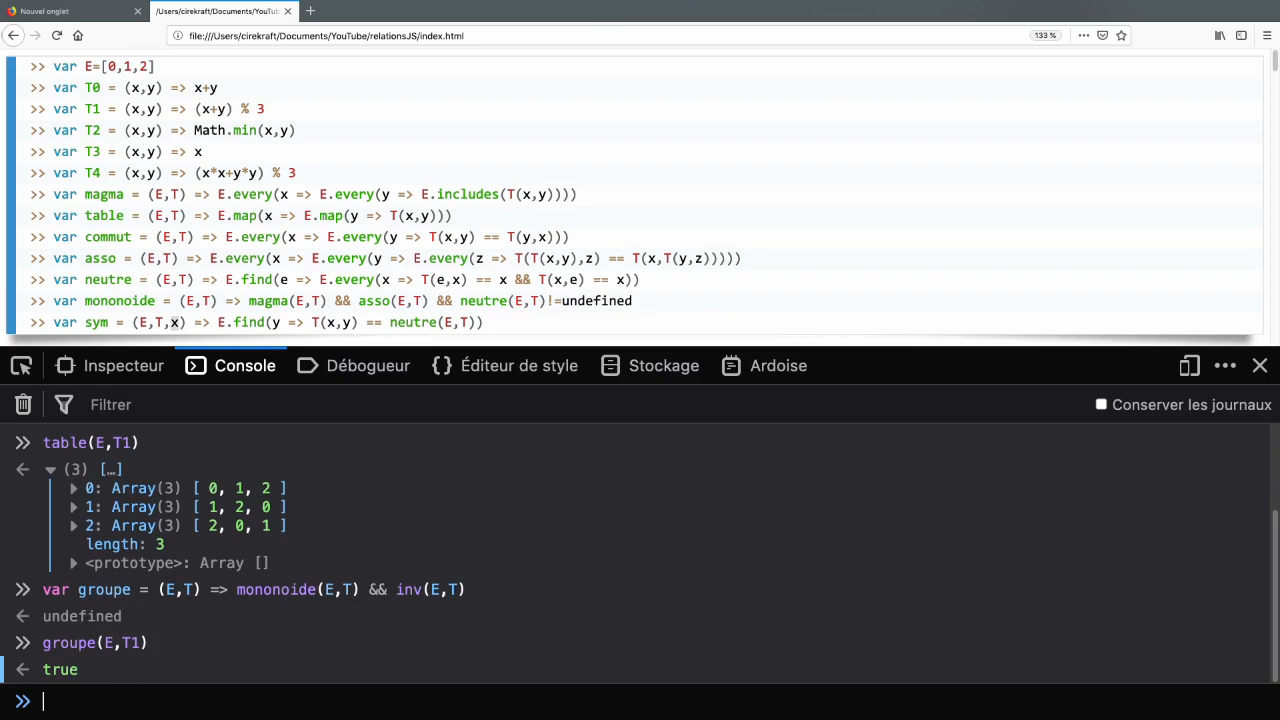 Nouvel onglet
/Users/cirekraft/Documents/YouTub
file:///Users/cirekraft/Documents/YouTube/relationsJS/index.html
133 %
>> var E=[0,1,2]
>> var T0 = (x,y) => x+y
>> var T1 = (x,y) => (x+y) % 3
>> var T2 = (x,y) => Math.min(x,y)
>> var T3 = (x,y) => x
>> var T4 = (x,y) => (x*x+y*y) % 3
>> var magma = (E,T) => E.every(x => E.every(y => E.includes(T(x,y))))
>> var table = (E,T) => E.map(x => E.map(y => T(x,y)))
>> var commut = (E,T) => E.every(x => E.every(y => T(x,y) == T(y,x)))
>> var asso = (E,T) => E.every(x => E.every(y => E.every(z => T(T(x,y),z) == T(x,T(y,z)))))
>> var neutre = (E,T) => E.find(e => E.every(x => T(e,x) == x && T(x,e) == x))
>> var mononoide = (E,T) => magma(E,T) && asso(E,T) && neutre(E,T)!=undefined
>> var sym = (E,T,x) => E.find(y => T(x,y) == neutre(E,T))
Inspecteur Console Débogueur {} Éditeur de style Stockage Ardoise
Filtrer Conserver les journaux
table(E,T1)
(3) […]
0: Array(3) [ 0, 1, 2 ]
1: Array(3) [ 1, 2, 0 ]
2: Array(3) [ 2, 0, 1 ]
length: 3
<prototype>: Array []
var groupe = (E,T) => mononoide(E,T) && inv(E,T)
undefined
groupe(E,T1)
true